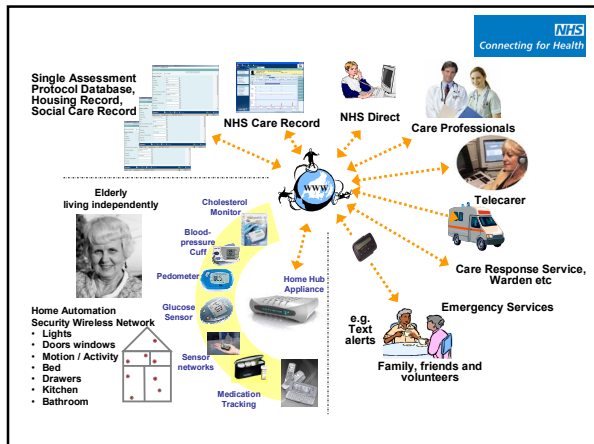 NHS
Connecting for Health
Single Assessment
Protocol Database,
Housing Record,
Social Care Record
NHS Care Record
NHS Direct
Care Professionals
www
Telecarer
Elderly
living independently
Cholesterol
Monitor
Blood-
pressure
Cuff
Pedometer
Home Hub
Appliance
Glucose
Sensor
Sensor
networks
Medication
Tracking
Care Response Service,
Warden etc
Emergency Services
e.g.
Text
alerts
Family, friends and
volunteers
Home Automation
Security Wireless Network
• Lights
• Doors windows
• Motion / Activity
• Bed
• Drawers
• Kitchen
• Bathroom